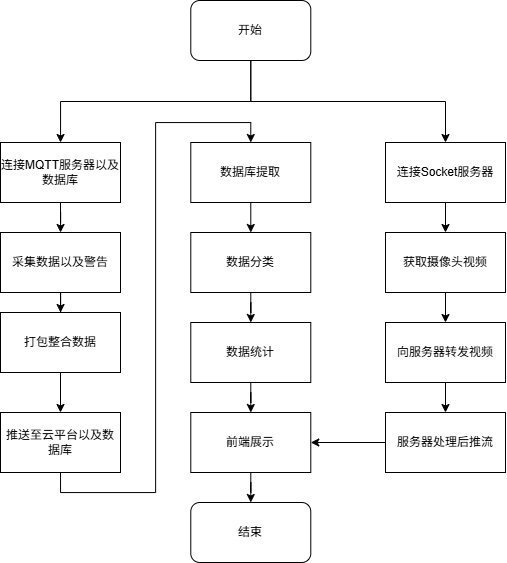 开始
连接MQTT服务器以及
数据库
采集数据以及警告
打包整合数据
推送至云平台以及数
据库
数据库提取
数据分类
数据统计
前端展示
结束
连接Socket服务器
获取摄像头视频
向服务器转发视频
服务器处理后推流